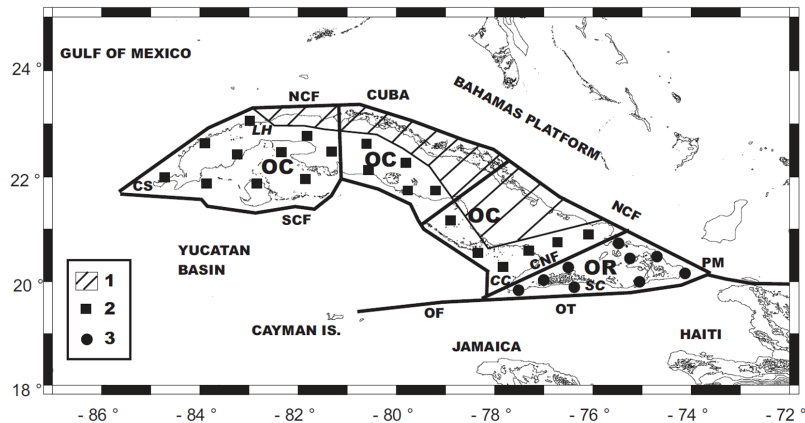 GULF OF MEXICO
24 °
NCF
CUBA
BAHAMAS PLATFORM
LH
OC
OC
22 °
CS
SCF
OC
NCF
YUCATAN
BASIN
CNF
OR
PM
CC
SC
20 °
1
2
3
OF
OT
CAYMAN IS.
JAMAICA
HAITI
18 °
- 86 ° - 84 ° - 82 ° - 80 ° - 78 ° - 76 ° - 74 ° - 72 °